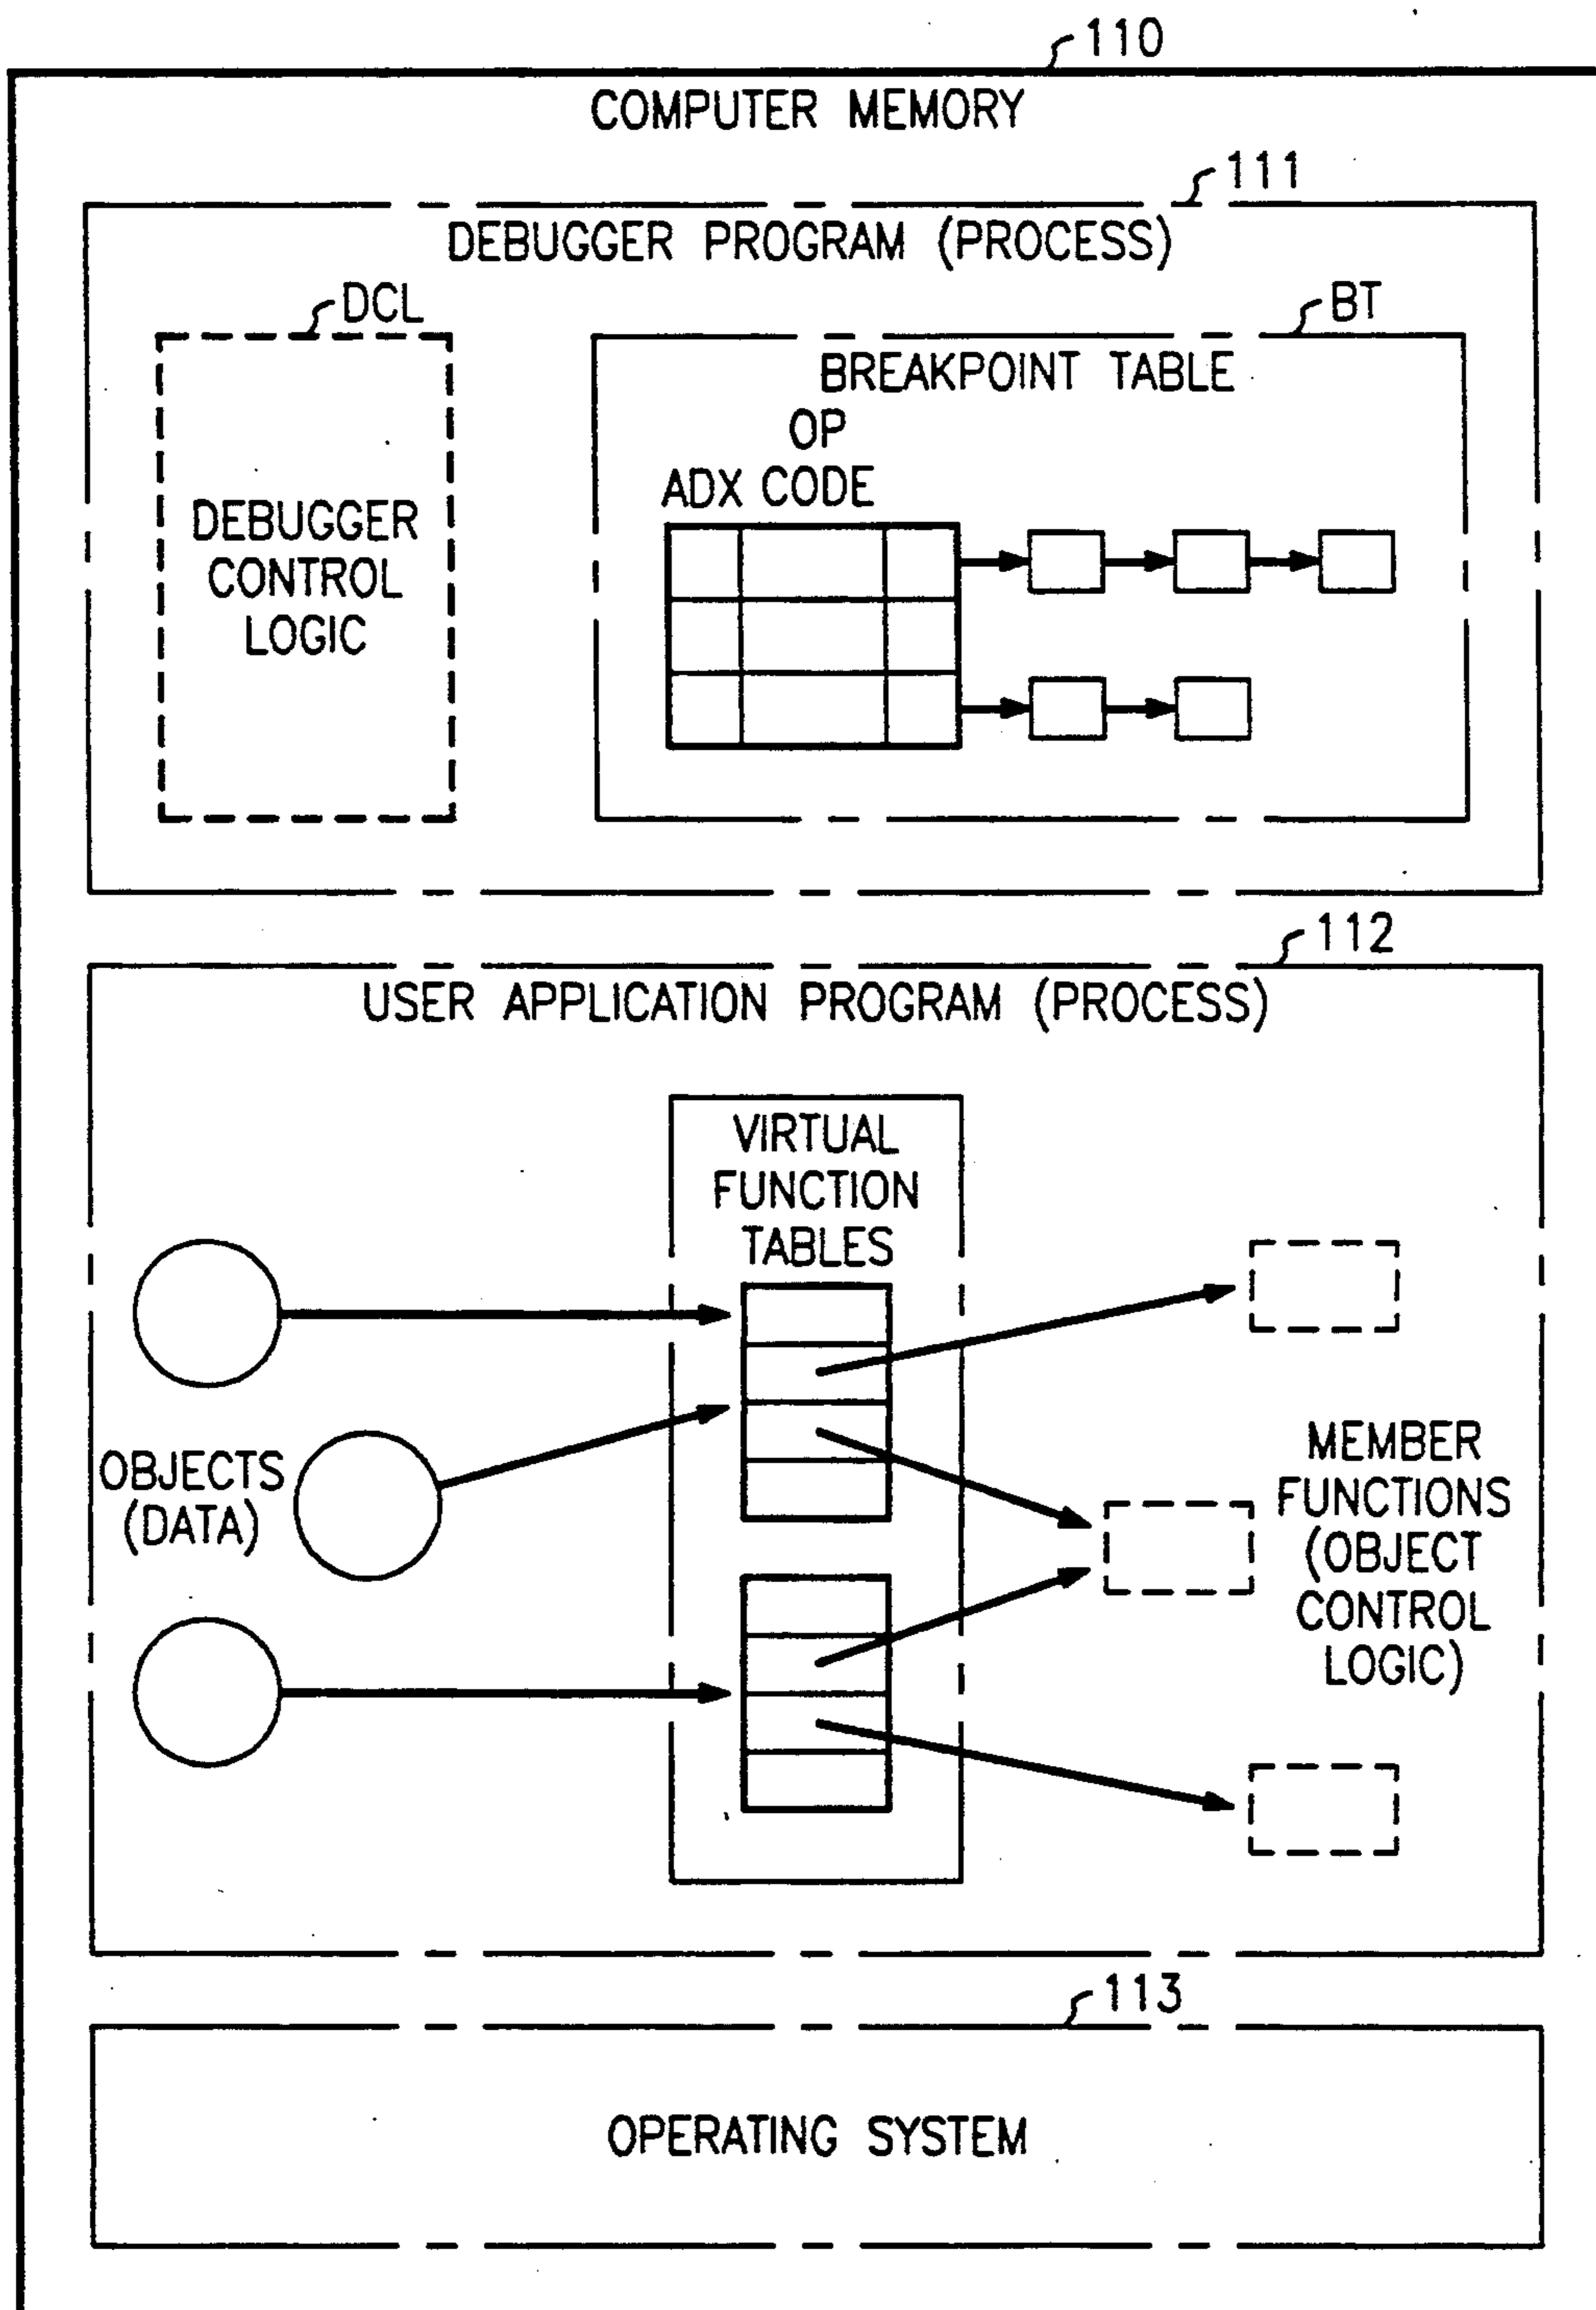 110
COMPUTER MEMORY
111
DEBUGGER PROGRAM (PROCESS)
DCL
BT
DEBUGGER
CONTROL
LOGIC
BREAKPOINT TABLE
OP
ADX CODE
112
USER APPLICATION PROGRAM (PROCESS)
VIRTUAL
FUNCTION
TABLES
OBJECTS
(DATA)
MEMBER
FUNCTIONS
(OBJECT
CONTROL
LOGIC)
113
OPERATING SYSTEM